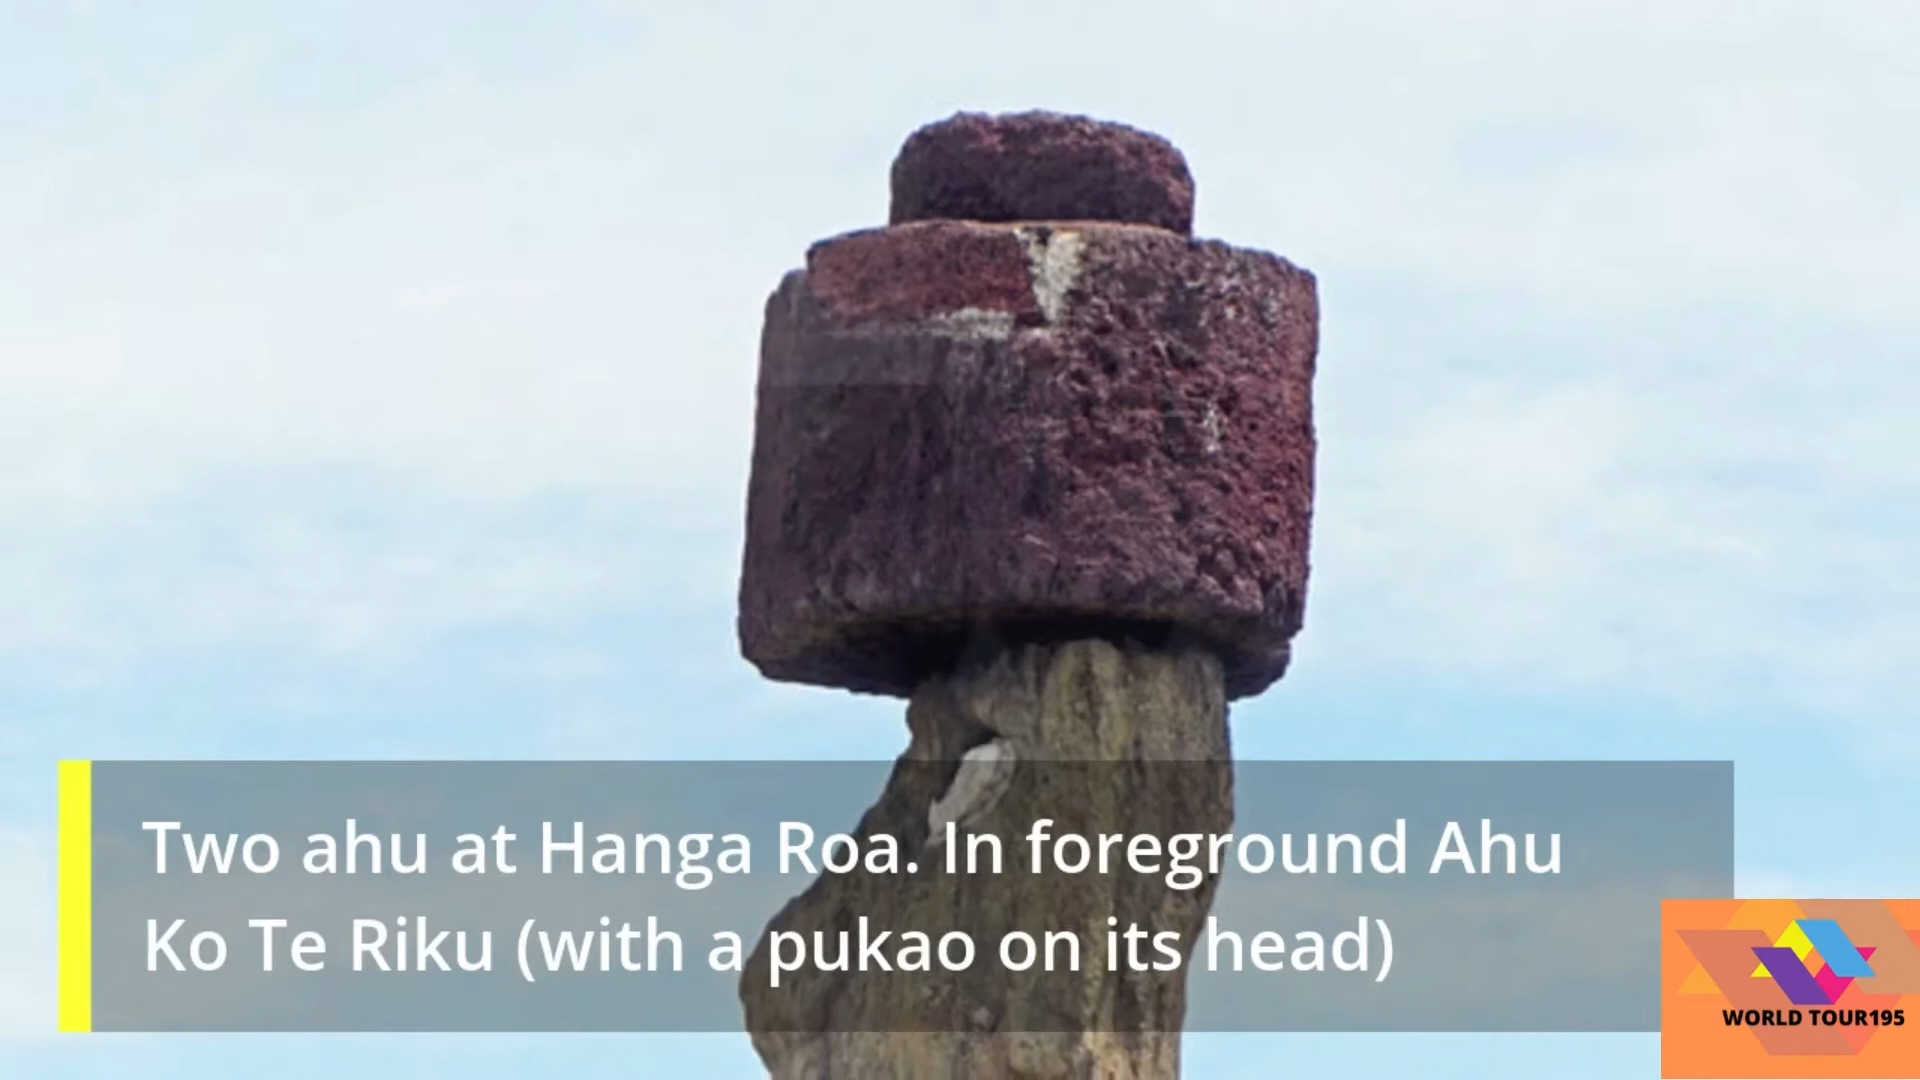 Two ahu at Hanga Roa. In foreground Ahu
Ko Te Riku (with a pukao on its head)
WORLD TOUR195